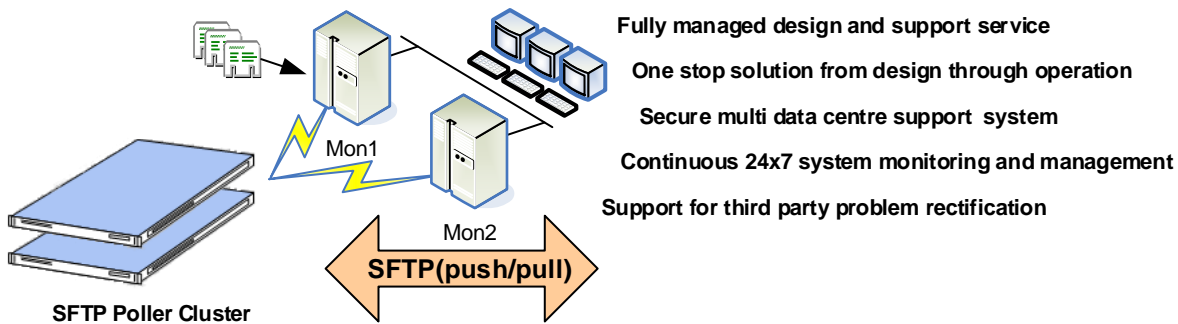 Fully managed design and support service
One stop solution from design through operation
Secure multi data centre support system
Continuous 24x7 system monitoring and management
Support for third party problem rectification
Mon1
Mon2
SFTP(push/pull)
SFTP Poller Cluster